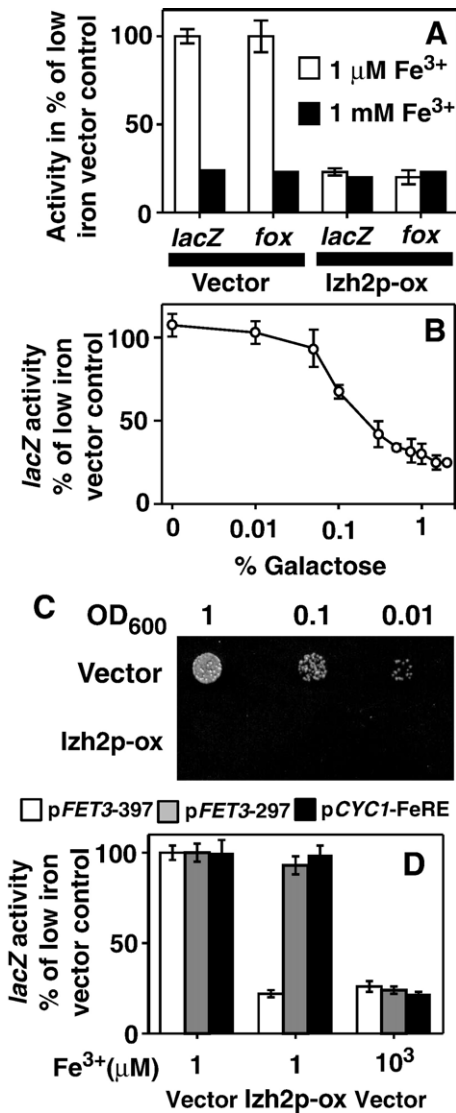 A
Activity in % of low
iron vector control
100
50
0
1 μM Fe3+
1 mM Fe3+
lacZ fox lacZ fox
Vector Izh2p-ox
B
lacZ activity
% of low iron
vector control
100
50
0
0 0.01 0.1 1
% Galactose
C
OD600 1 0.1 0.01
Vector
Izh2p-ox
pFET3-397 pFET3-297 pCYC1-FeRE
D
lacZ activity
% of low iron
vector control
100
50
0
Fe3+(μM) 1 1 103
Vector Izh2p-ox Vector